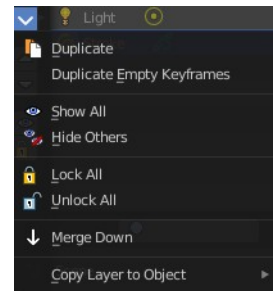 Light
Duplicate
Duplicate Empty Keyframes
Show All
Hide Others
Lock All
Unlock All
Merge Down
Copy Layer to Object